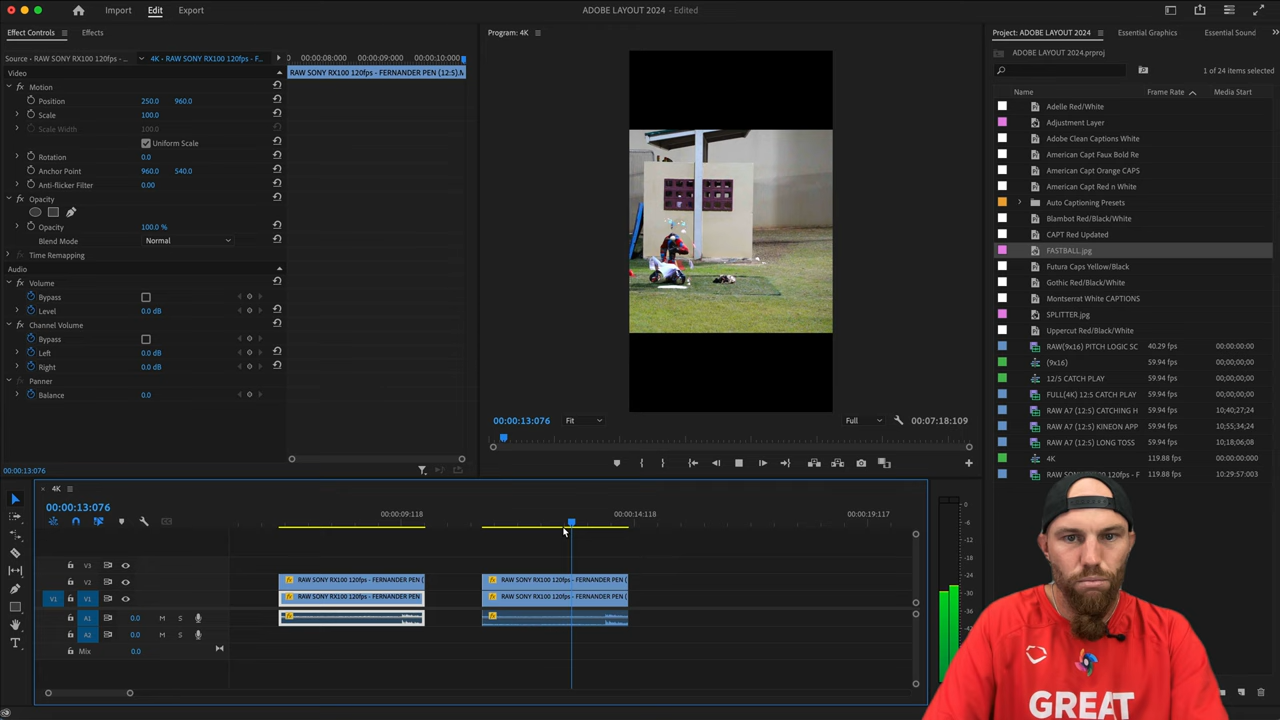 Import
Edit
Export
ADOBE LAYOUT 2024 - Edited
Effect Controls
Effects
Source · RAW SONY RX100 120fps - ...
4K · RAW SONY RX100 120fps - F...
00:00:08:000
00:00:09:000
00:00:10:000
Video
RAW SONY RX100 120fps - FERNANDER PEN (12:5).M
Motion
Position
250.0
960.0
Scale
100.0
Scale Width
100.0
Uniform Scale
Rotation
0.0
Anchor Point
960.0
540.0
Anti-flicker Filter
0.00
Opacity
Opacity
100.0 %
Blend Mode
Normal
Time Remapping
Audio
Volume
Bypass
Level
0.0 dB
Channel Volume
Bypass
Left
0.0 dB
Right
0.0 dB
Panner
Balance
0.0
00:00:13:076
Program: 4K
00:00:13:076
Fit
Full
00:07:18:109
Project: ADOBE LAYOUT 2024
Essential Graphics
Essential Sound
ADOBE LAYOUT 2024.prproj
1 of 24 items selected
Name
Frame Rate
Media Start
Adelle Red/White
Adjustment Layer
Adobe Clean Captions White
American Capt Faux Bold Re
American Capt Orange CAPS
American Capt Red n White
Auto Captioning Presets
Blambot Red/Black/White
CAPT Red Updated
FASTBALL.jpg
Futura Caps Yellow/Black
Gothic Red/Black/White
Montserrat White CAPTIONS
SPLITTER.jpg
Uppercut Red/Black/White
RAW(9x16) PITCH LOGIC SC
40.29 fps
00:00:00:00
(9x16)
59.94 fps
00;00;00;00
12/5 CATCH PLAY
59.94 fps
00;00;00;00
FULL(4K) 12:5 CATCH PLAY
59.94 fps
00;00;00;00
RAW A7 (12:5) CATCHING H
59.94 fps
10;40;27;24
RAW A7 (12:5) KINEON APP
59.94 fps
10;55;34;24
RAW A7 (12:5) LONG TOSS
59.94 fps
10;18;06;08
4K
119.88 fps
00:00:00:000
RAW SONY RX100 120fps - F
119.88 fps
10:29:57:003
4K
00:00:13:076
00:00:09:118
00:00:14:118
00:00:19:117
V3
V2
RAW SONY RX100 120fps - FERNANDER PEN (
RAW SONY RX100 120fps - FERNANDER PEN (
V1
V1
RAW SONY RX100 120fps - FERNANDER PEN (
RAW SONY RX100 120fps - FERNANDER PEN (
A1
0.0
M
S
A2
0.0
M
S
Mix
0.0
0
-6
-12
-18
-24
-30
-36
GREAT